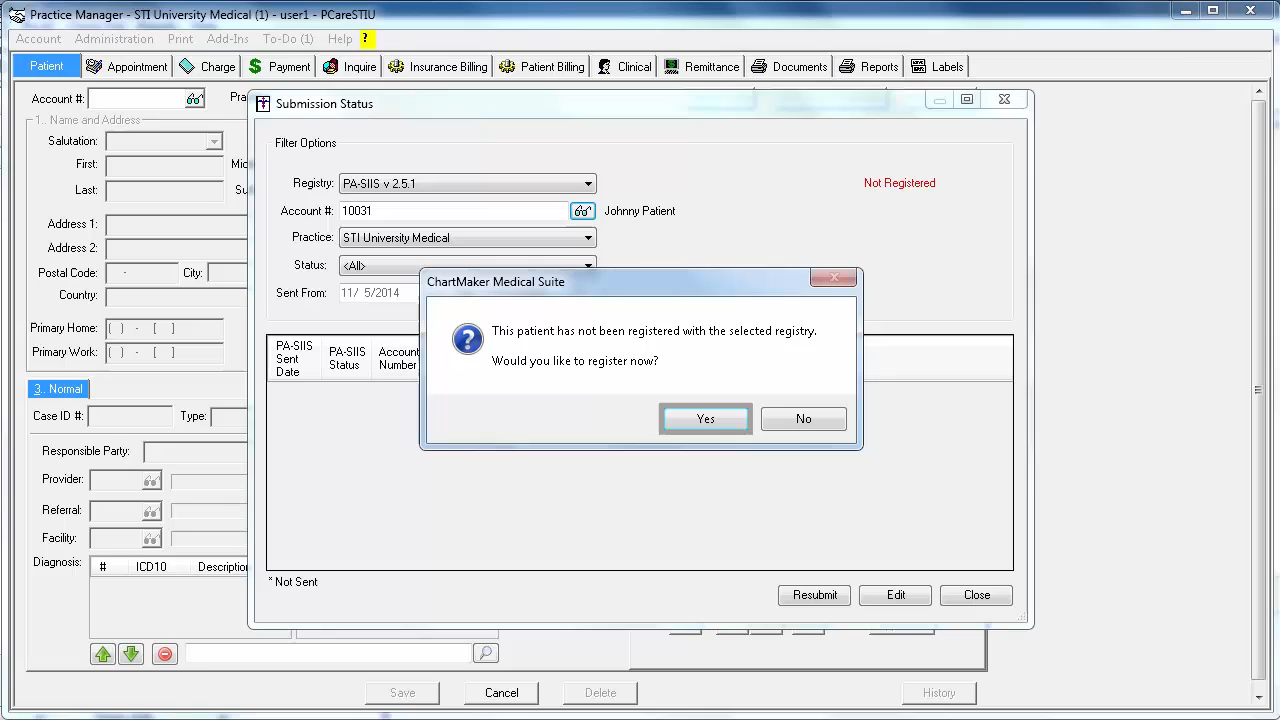 Practice Manager - STI University Medical (1) - user1 - PCareSTIU
Account Administration Print Add-Ins To-Do (1) Help ?
Patient Appointment Charge Payment Inquire Insurance Billing Patient Billing Clinical Remittance Documents Reports Labels
Account #:
1.. Name and Address
Salutation:
First:
Last:
Address 1:
Address 2:
Postal Code: - City:
Country:
Primary Home: ( ) - [ ]
Primary Work: ( ) - [ ]
3.. Normal
Case ID #: Type:
Responsible Party:
Provider:
Referral:
Facility:
Diagnosis: # ICD10
Submission Status
Filter Options
Registry: PA-SIIS v 2.5.1 Not Registered
Account #: 10031 Johnny Patient
Practice: STI University Medical
Status: <All>
Sent From: 11/ 5/2014
PA-SIIS Sent Date PA-SIIS Status Account Number
ChartMaker Medical Suite
This patient has not been registered with the selected registry.
Would you like to register now?
Yes No
* Not Sent
Resubmit Edit Close
Save Cancel Delete History